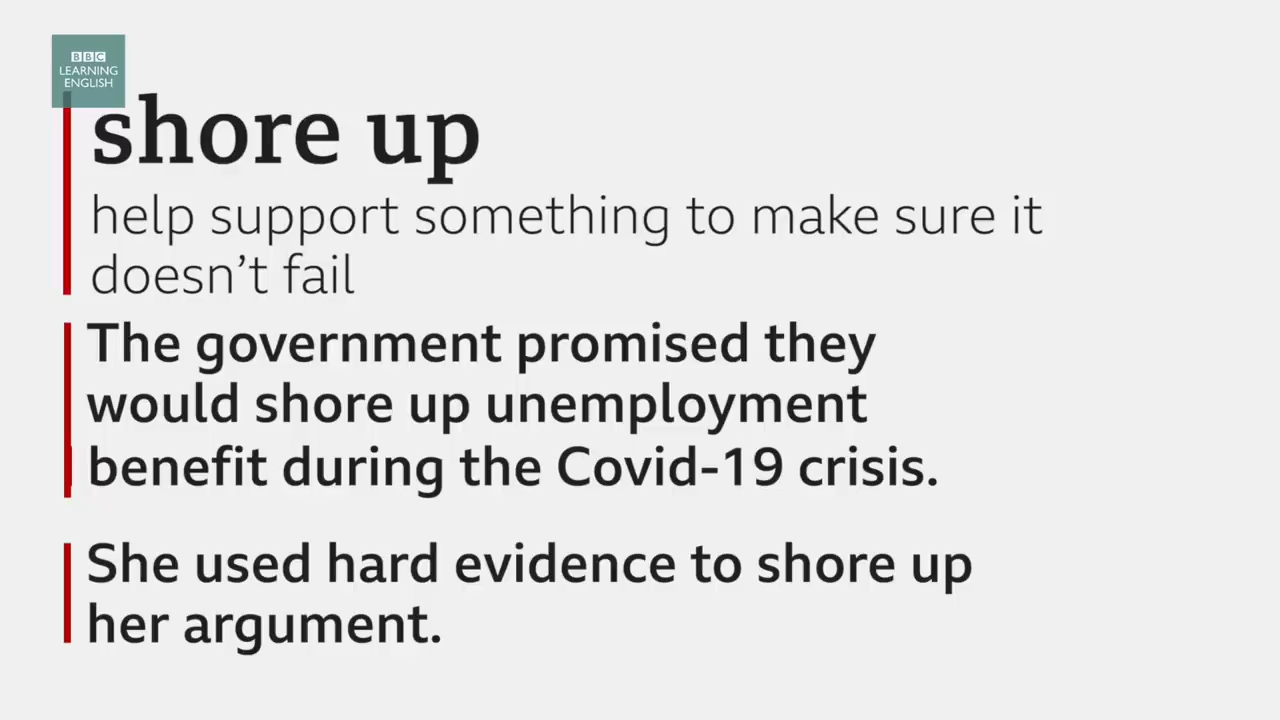 BBC
LEARNING
ENGLISH
shore up
help support something to make sure it
doesn't fail
The government promised they
would shore up unemployment
benefit during the Covid-19 crisis.
She used hard evidence to shore up
her argument.